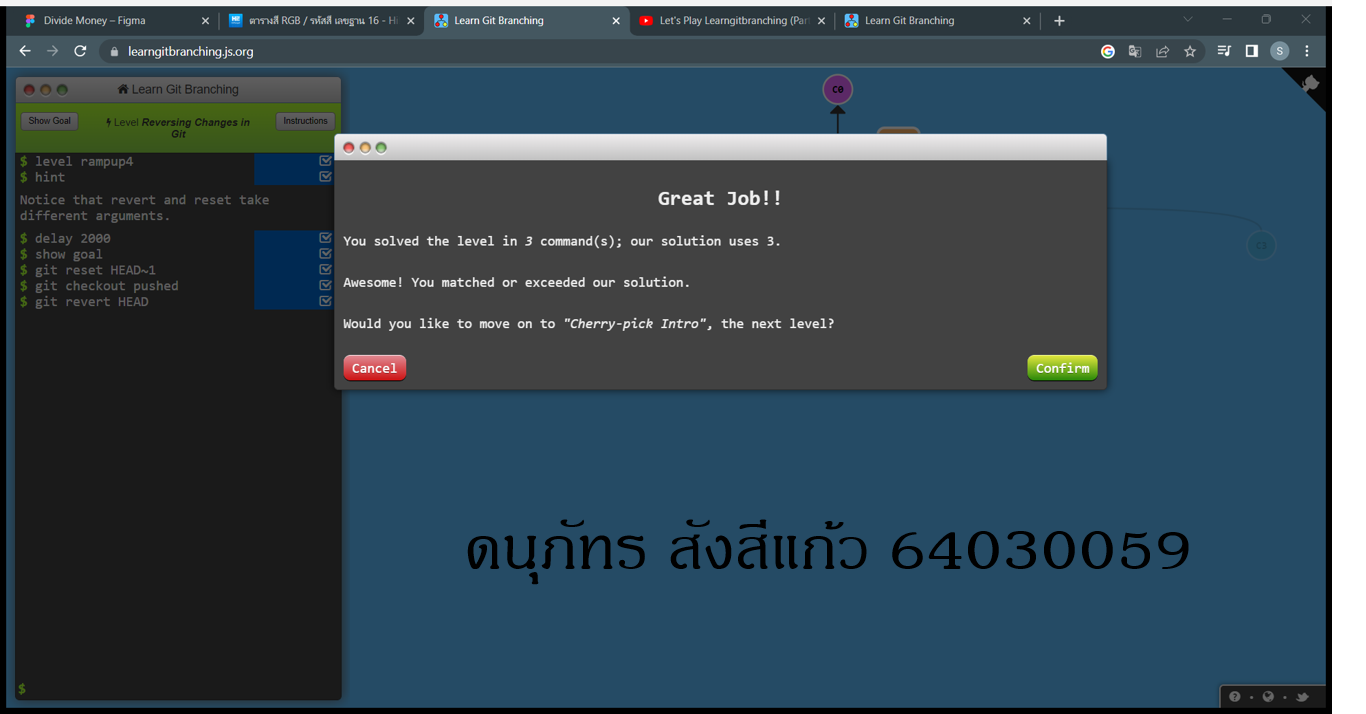 Divide Money – Figma
ตารางสี RGB / รหัสสี เลขฐาน 16 - Hi
Learn Git Branching
Let's Play Learngitbranching (Par
Learn Git Branching
learngitbranching.js.org
S
Learn Git Branching
Show Goal
Level Reversing Changes in
Git
Instructions
$ level rampup4
$ hint
Notice that revert and reset take
different arguments.
$ delay 2000
$ show goal
$ git reset HEAD~1
$ git checkout pushed
$ git revert HEAD
$
C0
C3
Great Job!!
You solved the level in 3 command(s); our solution uses 3.
Awesome! You matched or exceeded our solution.
Would you like to move on to "Cherry-pick Intro", the next level?
Cancel
Confirm
ดนุภัทร สังสีแก้ว 64030059